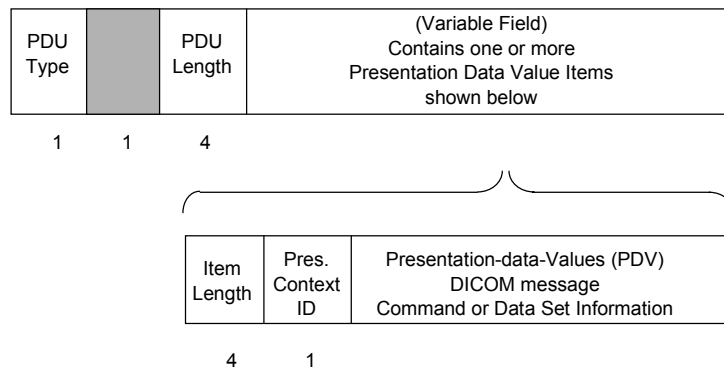 PDU
Type
PDU
Length
(Variable Field)
Contains one or more
Presentation Data Value Items
shown below
1
1
4
Item
Length
Pres.
Context
ID
Presentation-data-Values (PDV)
DICOM message
Command or Data Set Information
4
1